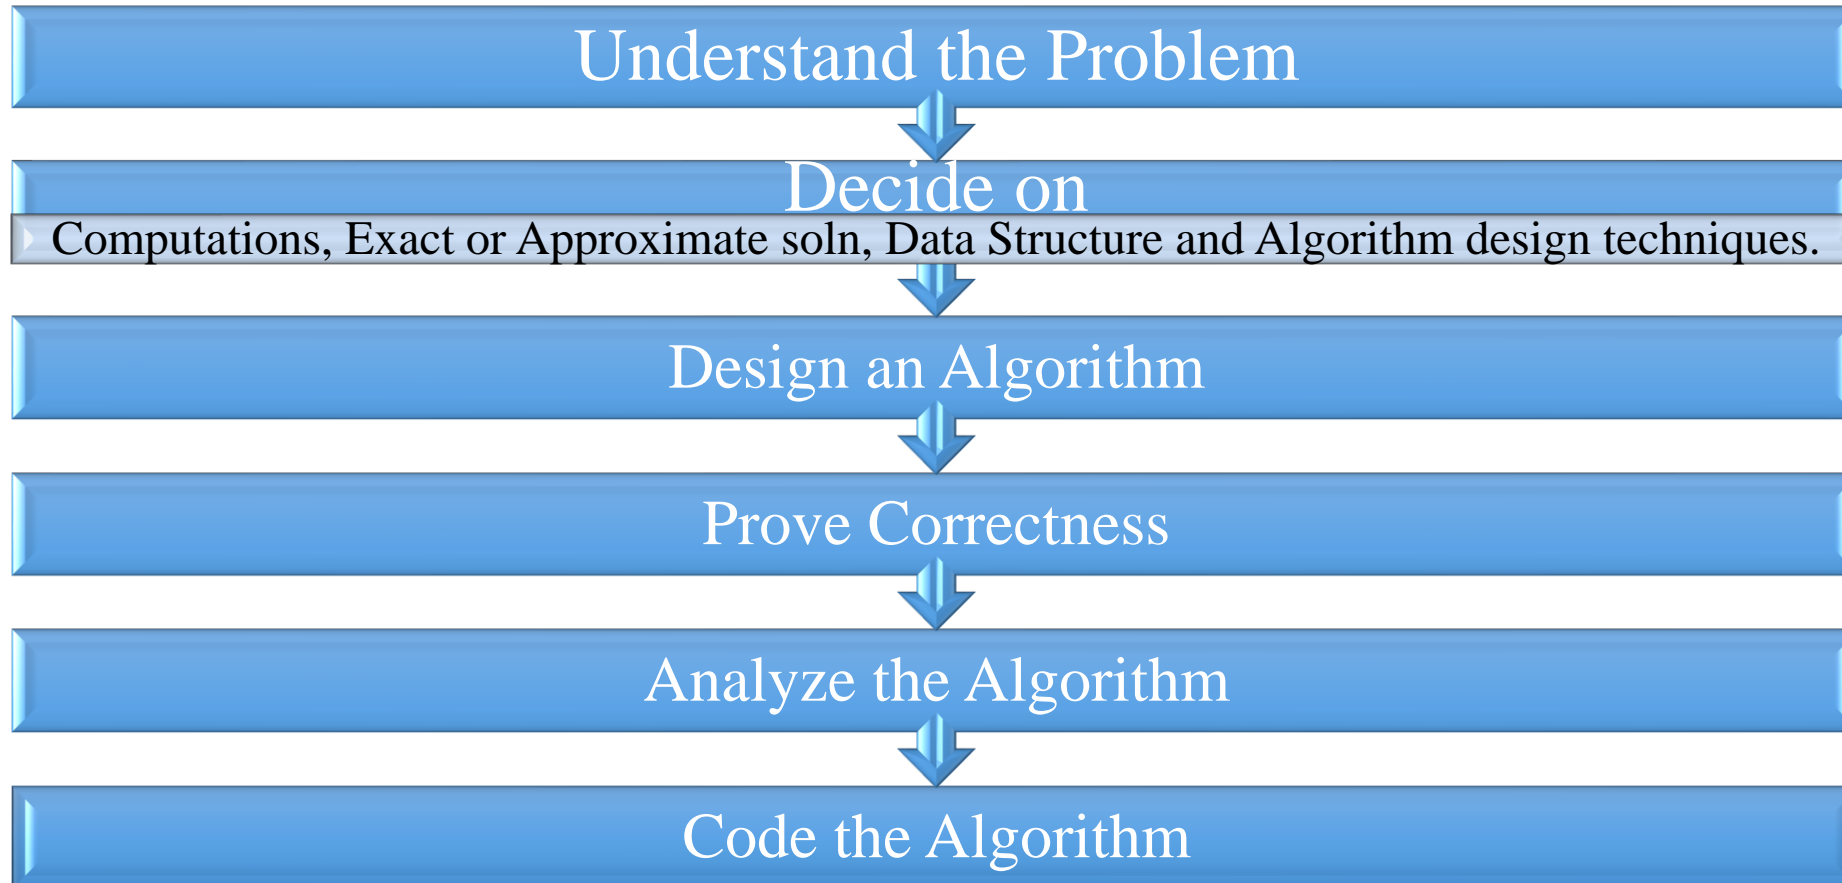 Understand the Problem
Decide on
Computations, Exact or Approximate soln, Data Structure and Algorithm design techniques.
Design an Algorithm
Prove Correctness
Analyze the Algorithm
Code the Algorithm